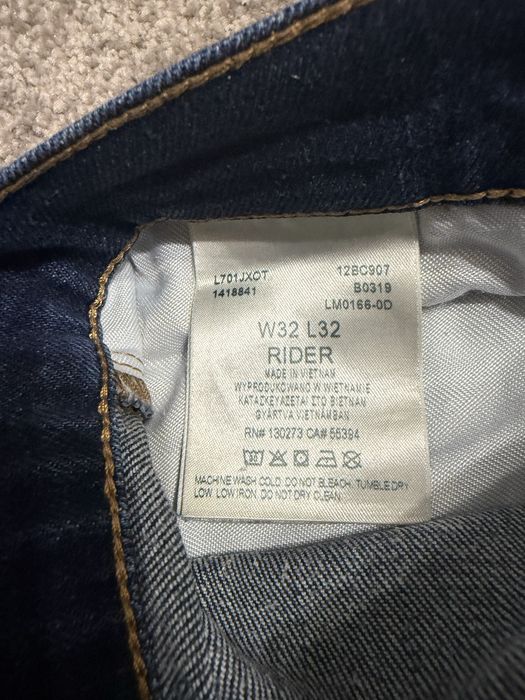 L701JXOT 12BC907
1418841 B0319
LM0166-0D
W32 L32
RIDER
MADE IN VIETNAM
WYPRODUKOWANO W WIETNAMIE
ΚΑΤΑΣΚΕΥΑΖΕΤΑΙ ΣΤΟ ΒΙΕΤΝΑΜ
GYÁRTVA VIETNÁMBAN
RN# 130273 CA# 55394
MACHINE WASH COLD. DO NOT BLEACH. TUMBLE DRY
LOW. LOW IRON. DO NOT DRY CLEAN.